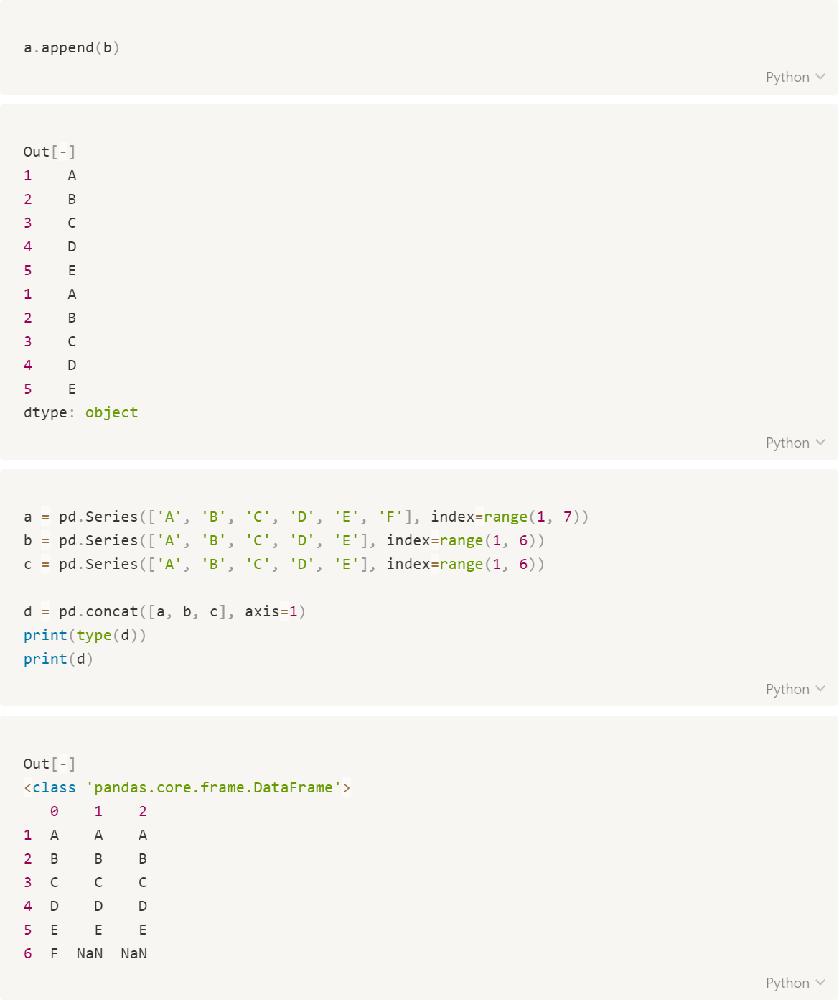 a.append(b)
Python
Out[-]
1    A
2    B
3    C
4    D
5    E
1    A
2    B
3    C
4    D
5    E
dtype: object
Python
a = pd.Series(['A', 'B', 'C', 'D', 'E', 'F'], index=range(1, 7))
b = pd.Series(['A', 'B', 'C', 'D', 'E'], index=range(1, 6))
c = pd.Series(['A', 'B', 'C', 'D', 'E'], index=range(1, 6))
d = pd.concat([a, b, c], axis=1)
print(type(d))
print(d)
Python
Out[-]
<class 'pandas.core.frame.DataFrame'>
   0    1    2
1  A    A    A
2  B    B    B
3  C    C    C
4  D    D    D
5  E    E    E
6  F  NaN  NaN
Python